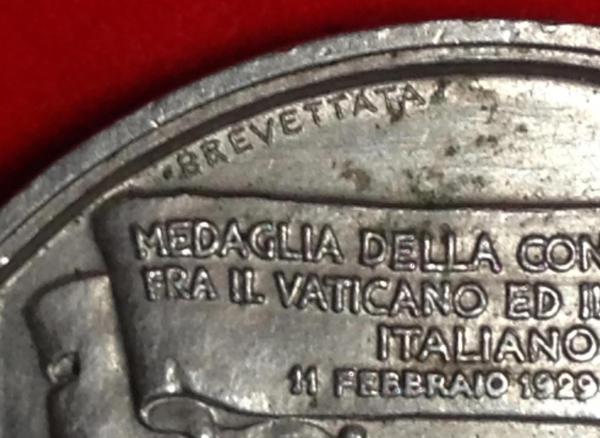 BREVETTATA
MEDAGLIA DELLA CON
FRA IL VATICANO ED I
ITALIANO
11 FEBBRAIO 1929